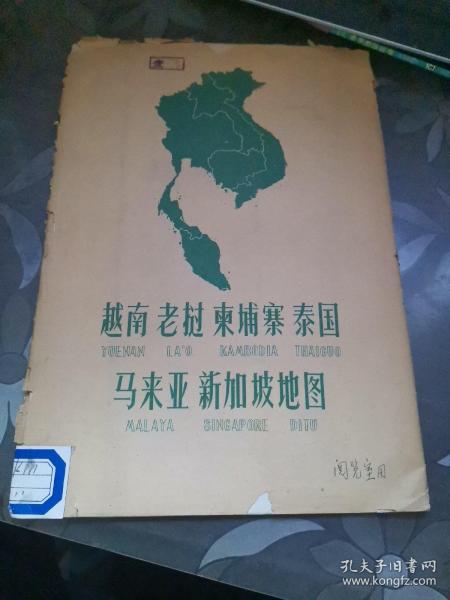 越南 老挝 柬埔寨 泰国
YUENAN LA'O KAMBODIA THAIGUO
马来亚 新加坡地图
MALAYA SINGAPORE DITU
阅览室用
孔夫子旧书网
www.kongfz.com